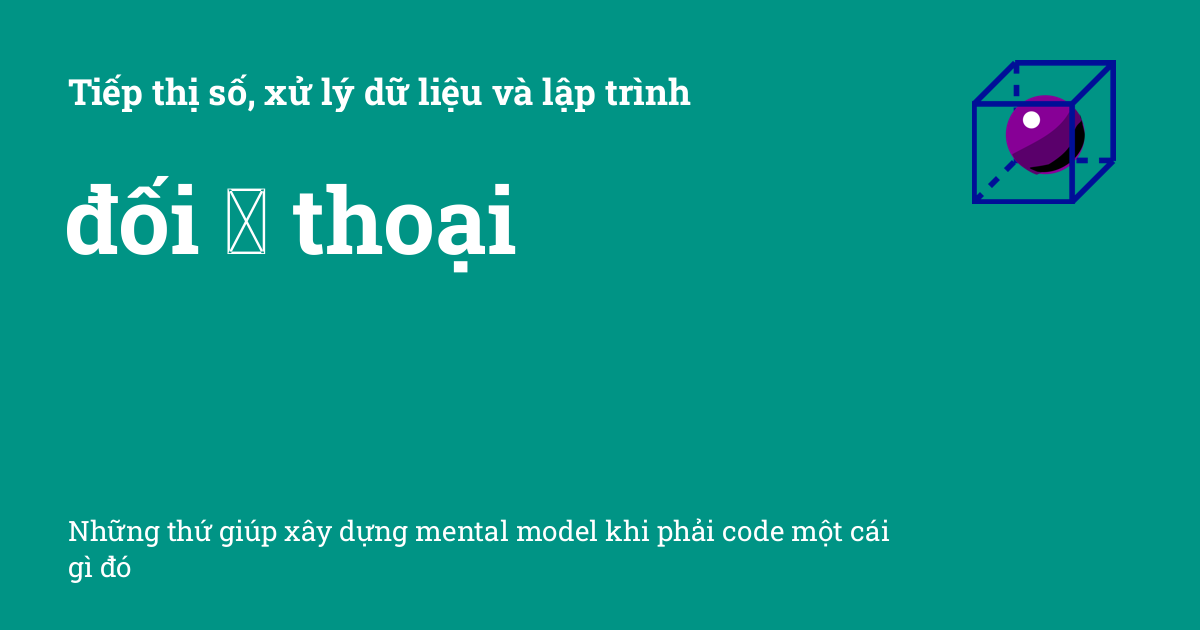 Tiếp thị số, xử lý dữ liệu và lập trình
đối thoại
Những thứ giúp xây dựng mental model khi phải code một cái
gì đó